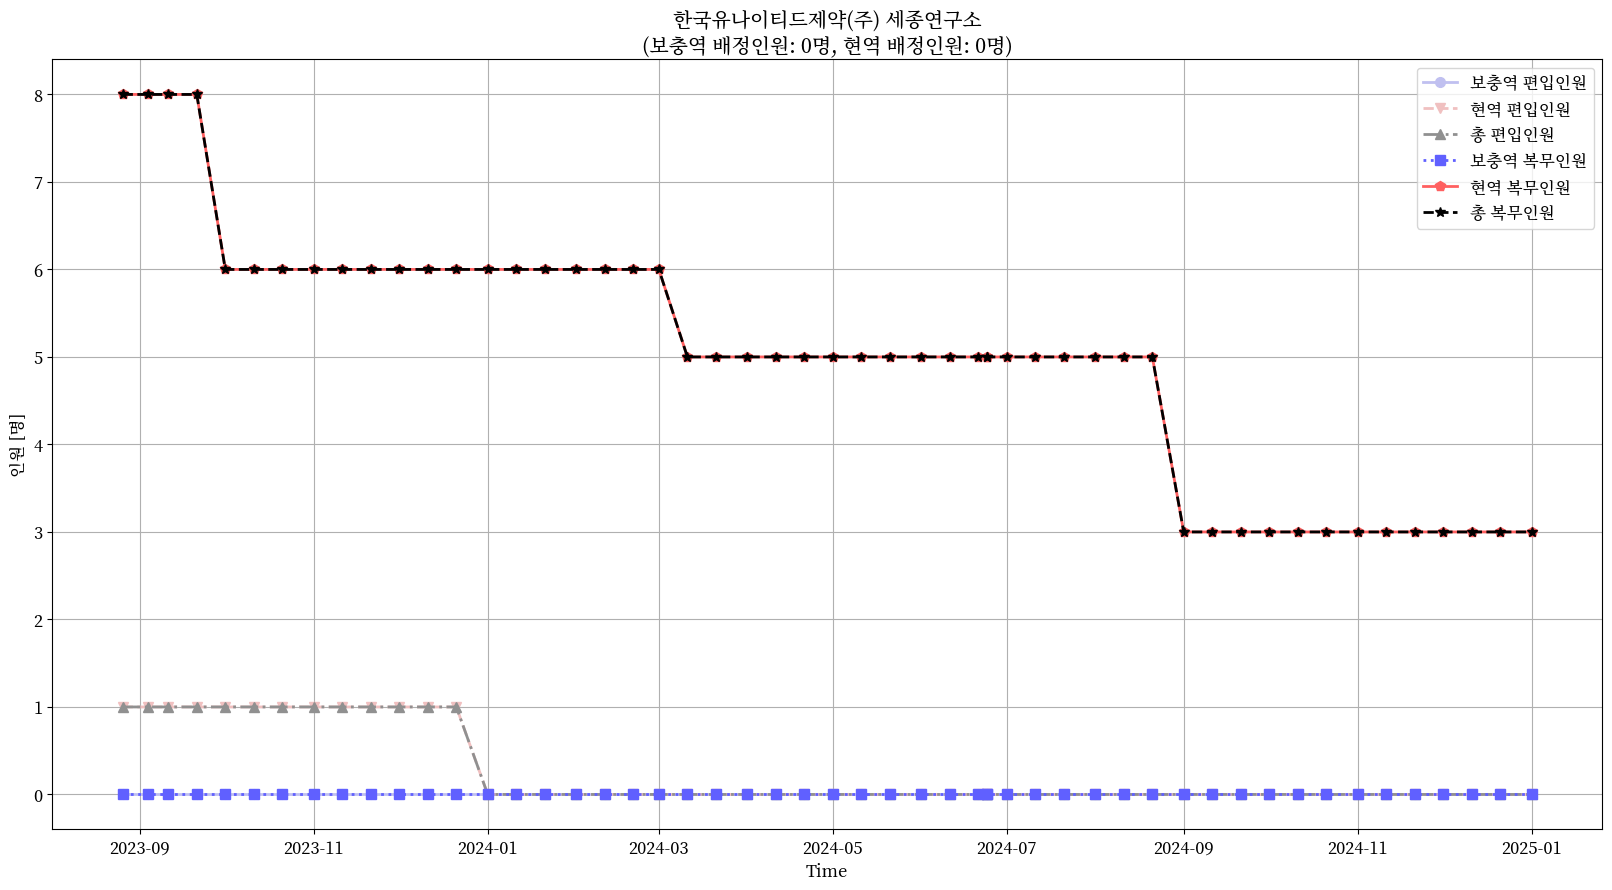 한국유나이티드제약(주) 세종연구소
(보충역 배정인원: 0명, 현역 배정인원: 0명)
보충역 편입인원
현역 편입인원
총 편입인원
보충역 복무인원
현역 복무인원
총 복무인원
인원 [명]
8
7
6
5
4
3
2
1
0
2023-09
2023-11
2024-01
2024-03
2024-05
2024-07
2024-09
2024-11
2025-01
Time